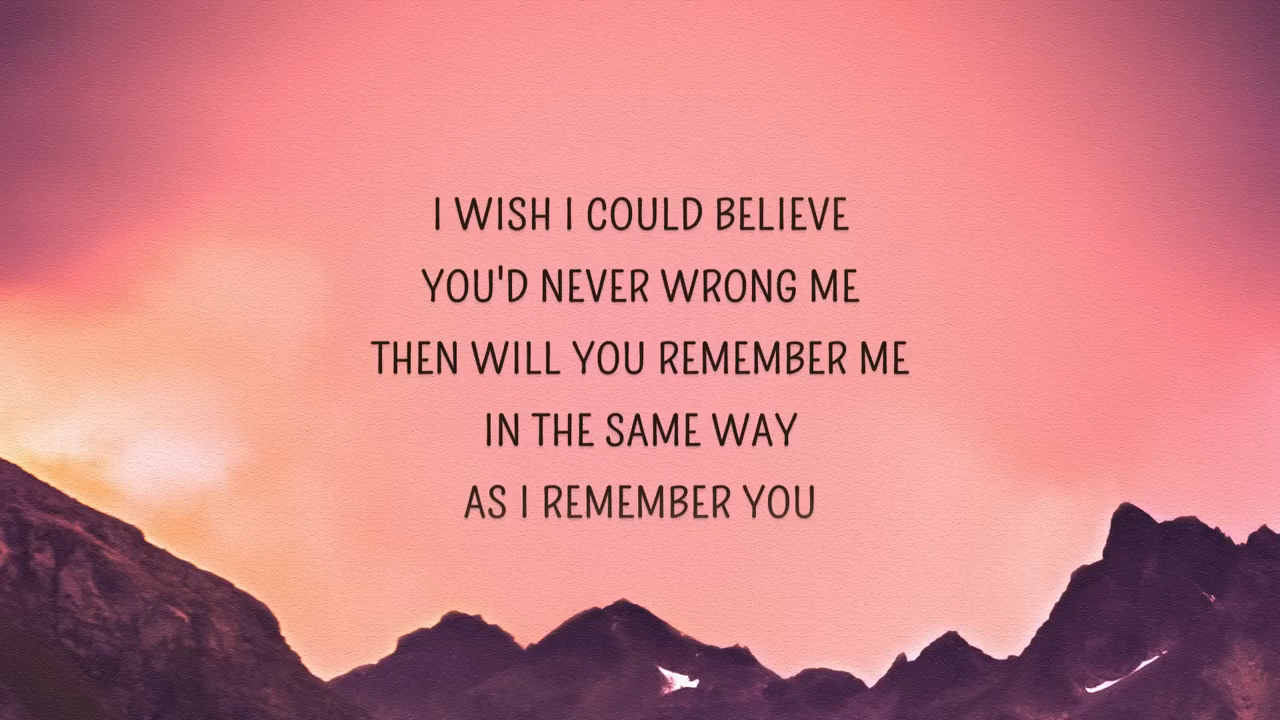 I WISH I COULD BELIEVE
YOU'D NEVER WRONG ME
THEN WILL YOU REMEMBER ME
IN THE SAME WAY
AS I REMEMBER YOU